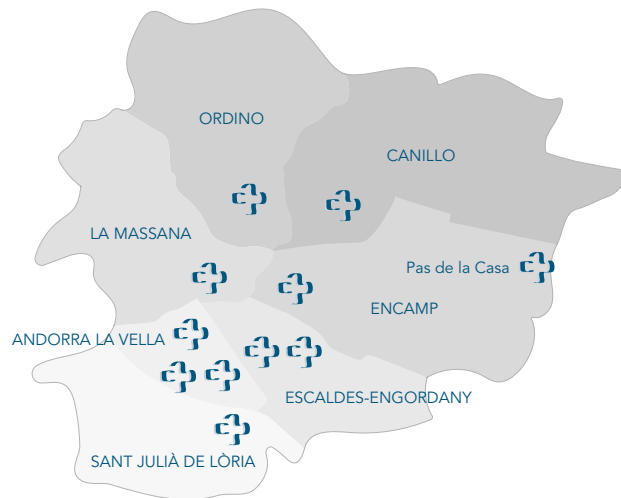 ORDINO
CANILLO
LA MASSANA
Pas de la Casa
ENCAMP
ANDORRA LA VELLA
ESCALDES-ENGORDANY
SANT JULIÀ DE LÒRIA